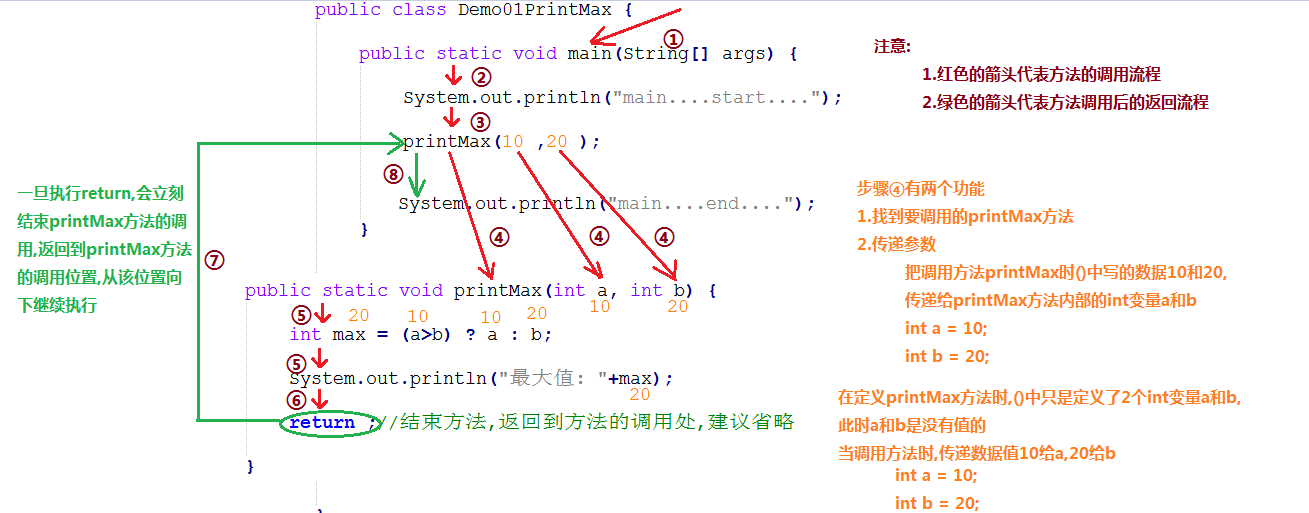 public class Demo01PrintMax {
public static void main(String[] args) {
①
②
System.out.println("main....start....");
③
printMax(10 ,20 );
⑧
System.out.println("main....end....");
}
④ ④ ④
public static void printMax(int a, int b) {
10 20
⑤ 20 10 10 20
int max = (a>b) ? a : b;
⑤
System.out.println("最大值: "+max);
20
⑥
return ;//结束方法,返回到方法的调用处,建议省略
}
}
⑦
一旦执行return,会立刻
结束printMax方法的调
用,返回到printMax方法
的调用位置,从该位置向
下继续执行
注意:
1.红色的箭头代表方法的调用流程
2.绿色的箭头代表方法调用后的返回流程
步骤④有两个功能
1.找到要调用的printMax方法
2.传递参数
把调用方法printMax时()中写的数据10和20,
传递给printMax方法内部的int变量a和b
int a = 10;
int b = 20;
在定义printMax方法时,()中只是定义了2个int变量a和b,
此时a和b是没有值的
当调用方法时,传递数据值10给a,20给b
int a = 10;
int b = 20;